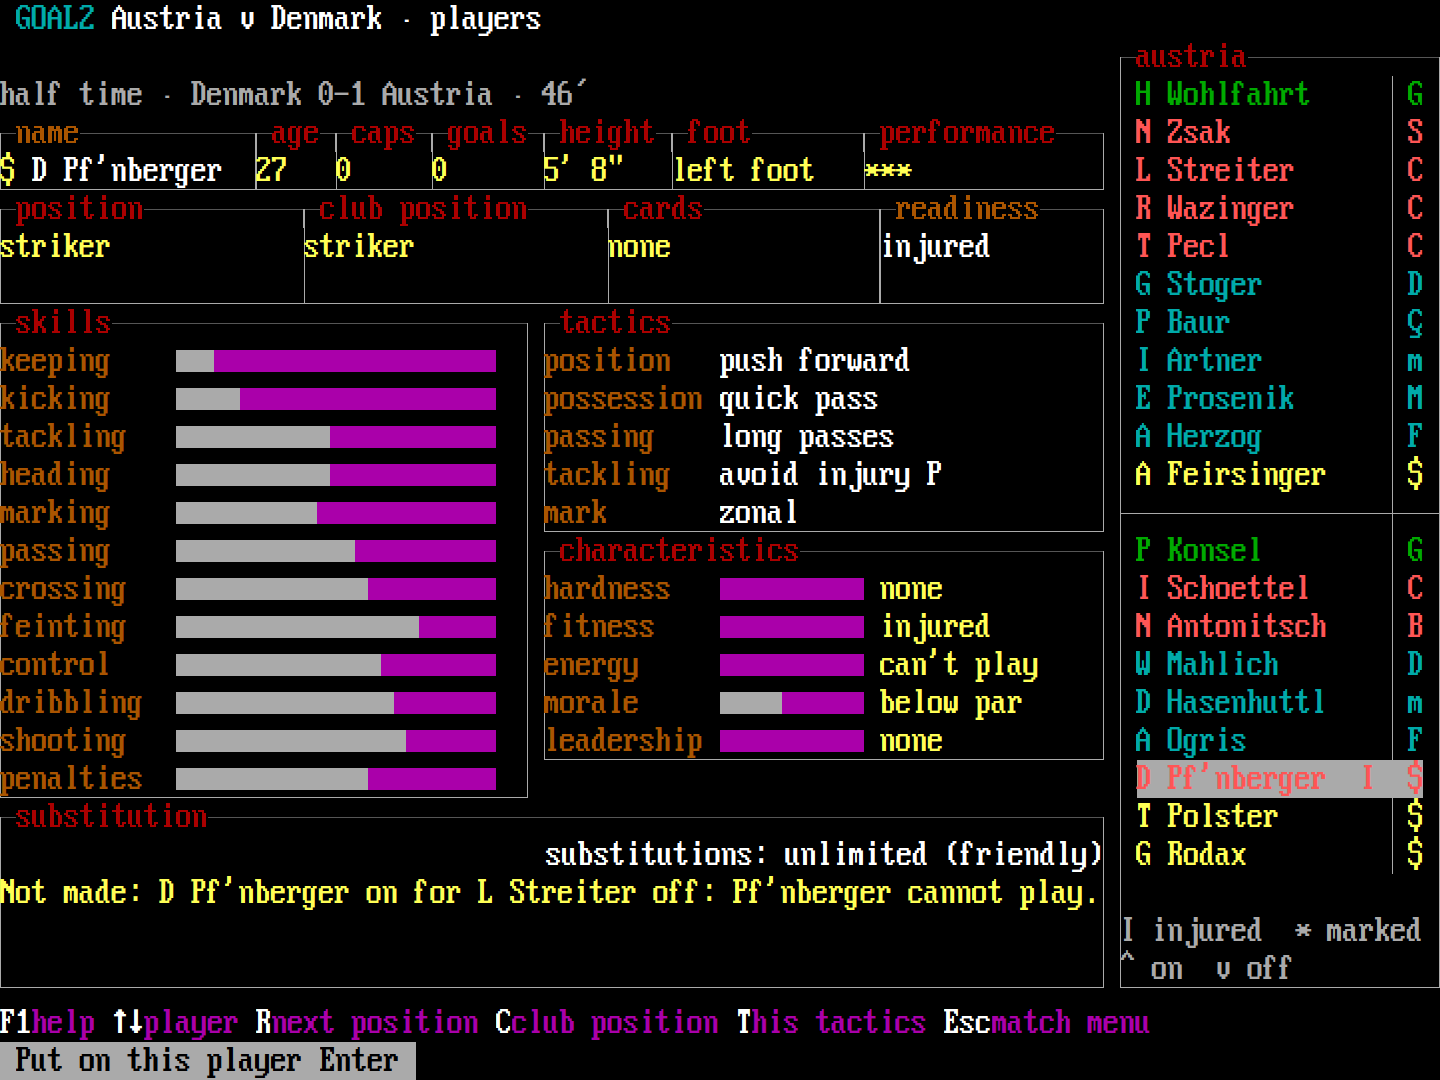 GOAL2 Austria v Denmark · players
half time · Denmark 0-1 Austria · 46´
name age caps goals height foot performance
$ D Pf'nberger 27 0 0 5' 8" left foot ***
position club position cards readiness
striker striker none injured
skills
keeping
kicking
tackling
heading
marking
passing
crossing
feinting
control
dribbling
shooting
penalties
tactics
position push forward
possession quick pass
passing long passes
tackling avoid injury P
mark zonal
characteristics
hardness none
fitness injured
energy can't play
morale below par
leadership none
substitution
substitutions: unlimited (friendly)
Not made: D Pf'nberger on for L Streiter off: Pf'nberger cannot play.
austria
H Wohlfahrt G
N Zsak S
L Streiter C
R Wazinger C
T Pecl C
G Stoger D
P Baur Ç
I Artner m
E Prosenik M
A Herzog F
A Feirsinger $
P Konsel G
I Schoettel C
N Antonitsch B
W Mahlich D
D Hasenhuttl m
A Ogris F
D Pf'nberger I $
T Polster $
G Rodax $
I injured * marked
^ on v off
F1help ↑↓player Rnext position Cclub position This tactics Escmatch menu
Put on this player Enter